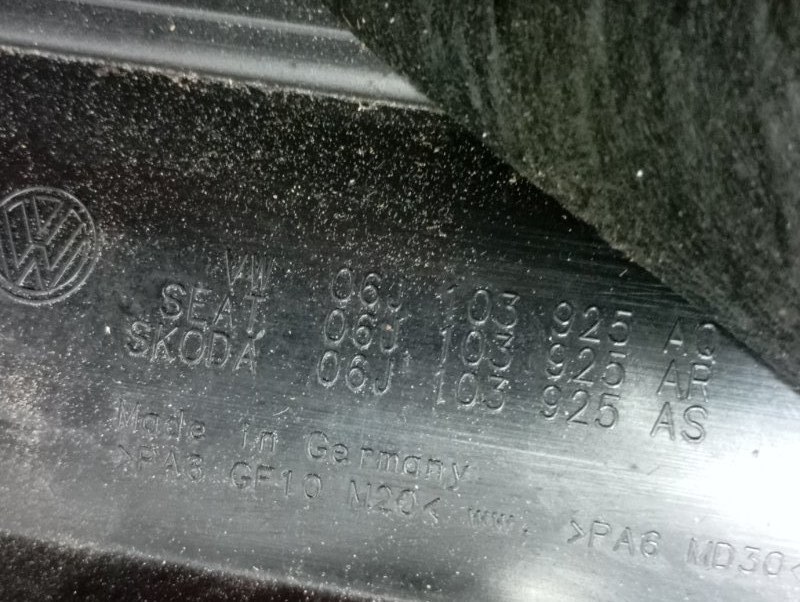 VW 06J 103 925 AQ
SEAT 06J 103 925 AR
SKODA 06J 103 925 AS
Made in Germany
>PA6 GF10 M20< ww. >PA6 MD30<